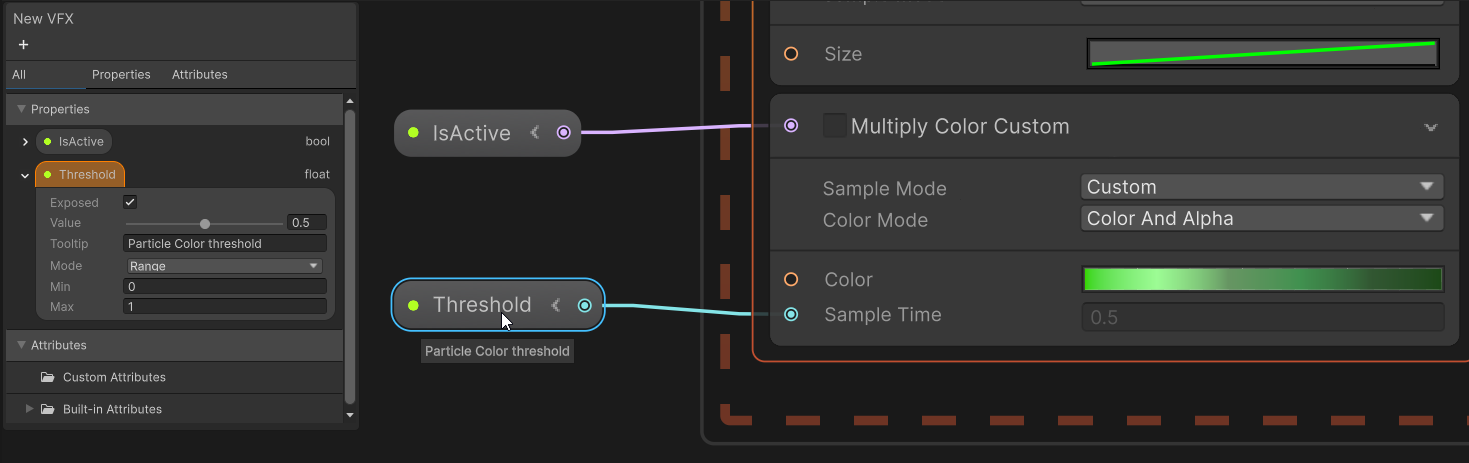 New VFX
+
All Properties Attributes
Properties
IsActive bool
Threshold float
Exposed
Value 0.5
Tooltip Particle Color threshold
Mode Range
Min 0
Max 1
Attributes
Custom Attributes
Built-in Attributes
IsActive
Threshold
Particle Color threshold
Size
Multiply Color Custom
Sample Mode Custom
Color Mode Color And Alpha
Color
Sample Time 0.5